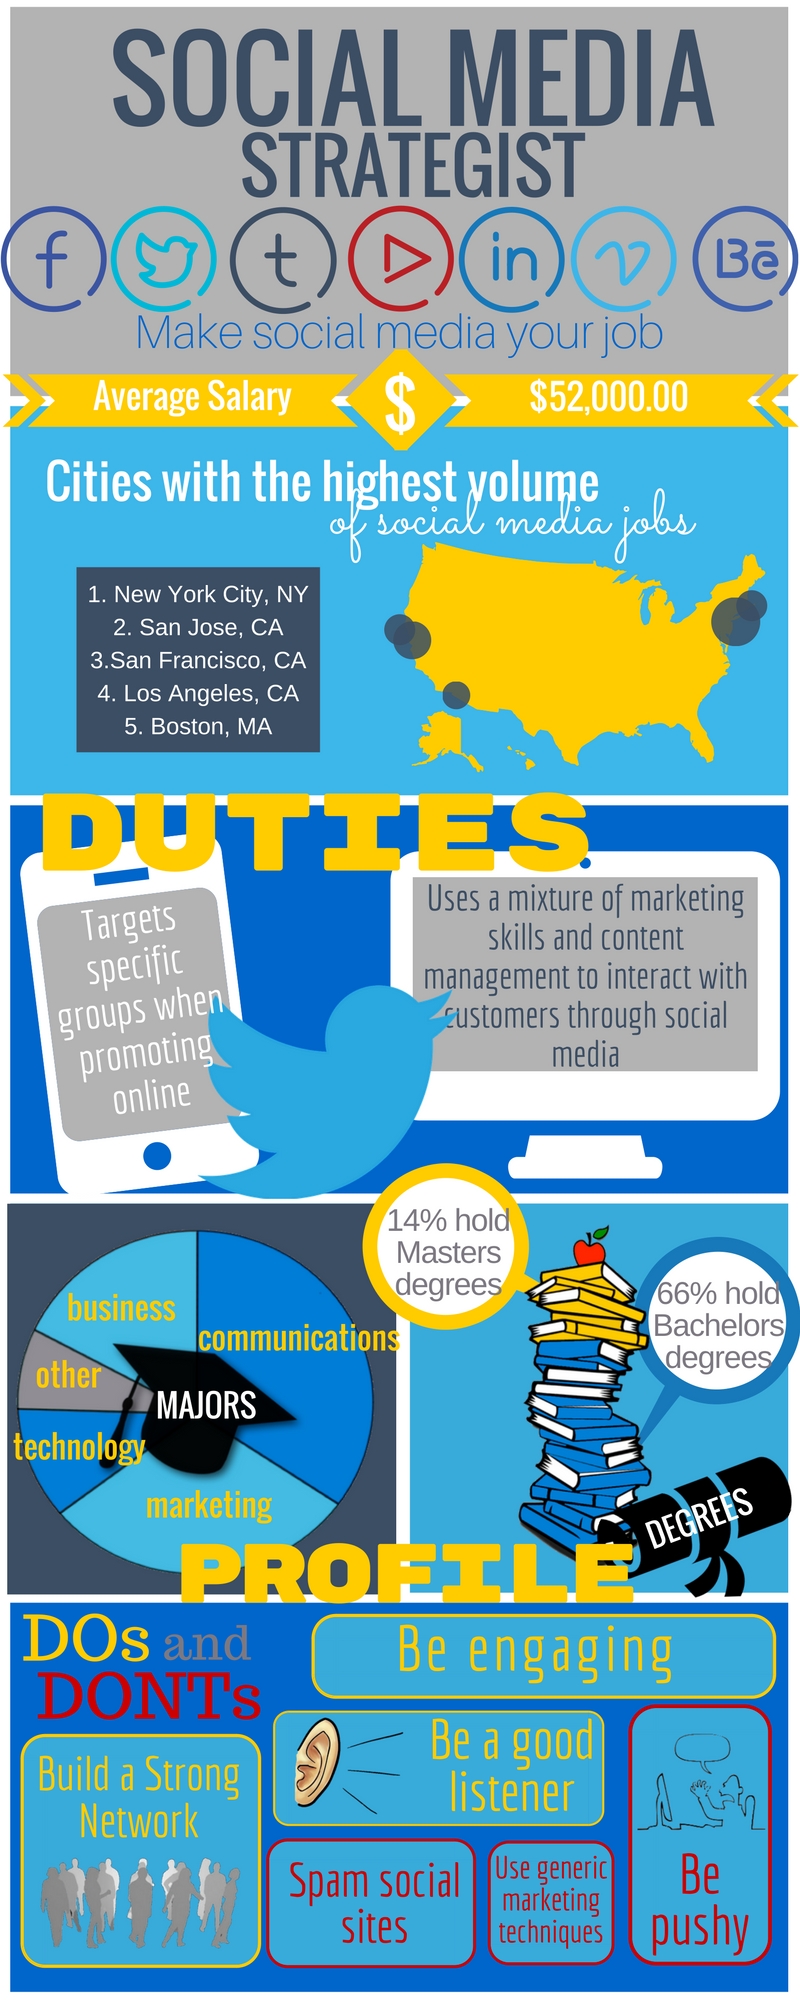 SOCIAL MEDIA
STRATEGIST
f t in v Bē
Make social media your job
Average Salary $ $52,000.00
Cities with the highest volume
of social media jobs
1. New York City, NY
2. San Jose, CA
3.San Francisco, CA
4. Los Angeles, CA
5. Boston, MA
DUTIES
Targets
specific
groups when
promoting
online
Uses a mixture of marketing
skills and content
management to interact with
customers through social
media
14% hold
Masters
degrees
66% hold
Bachelors
degrees
business
communications
other
MAJORS
technology
marketing
DEGREES
PROFILE
DOs and
DONTs
Be engaging
Be a good
listener
Build a Strong
Network
Spam social
sites
Use generic
marketing
techniques
Be
pushy